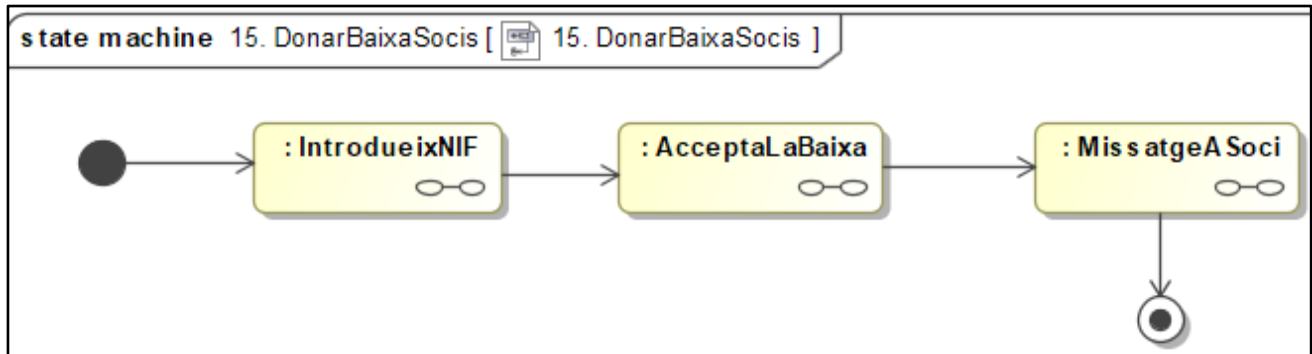 state machine 15. DonarBaixaSocis [ 15. DonarBaixaSocis ]
: IntrodueixNIF
: AcceptaLaBaixa
: MissatgeASoci